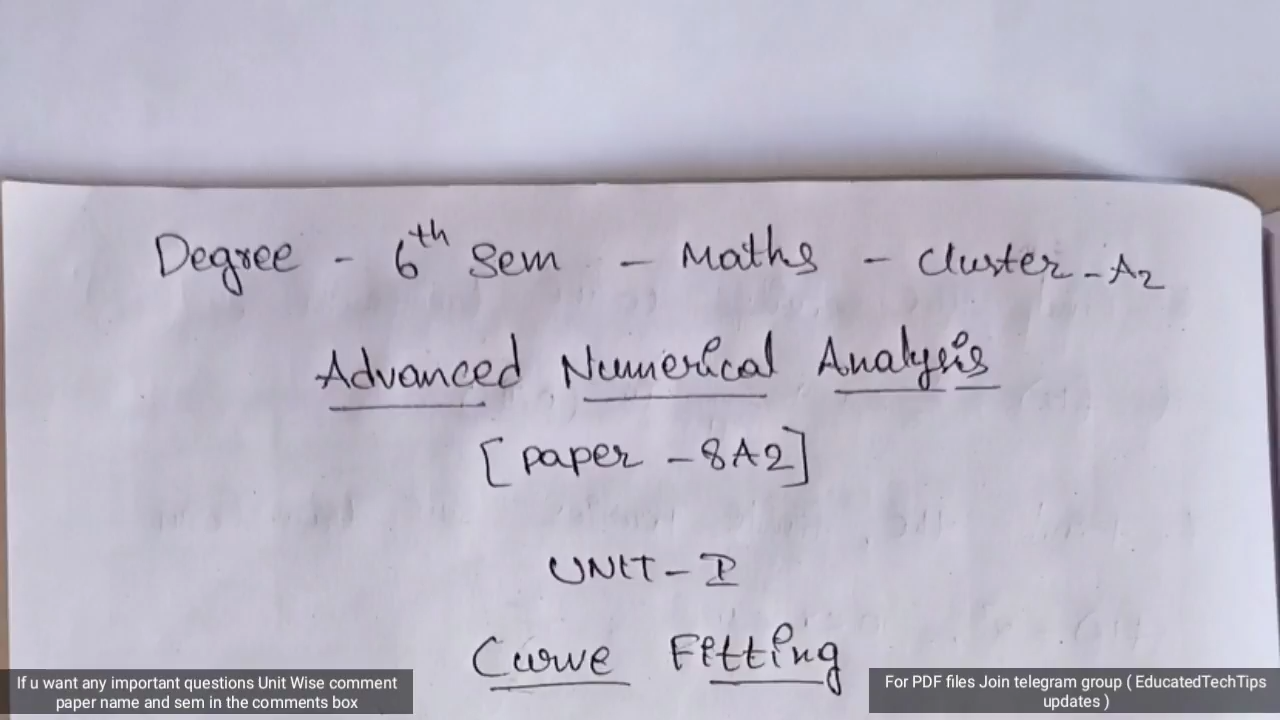 Degree - 6th Sem - Maths - Cluster - A2
Advanced Numerical Analysis
[paper - 8A2]
UNIT - I
Curve Fitting
If u want any important questions Unit Wise comment
paper name and sem in the comments box
For PDF files Join telegram group ( EducatedTechTips
updates )